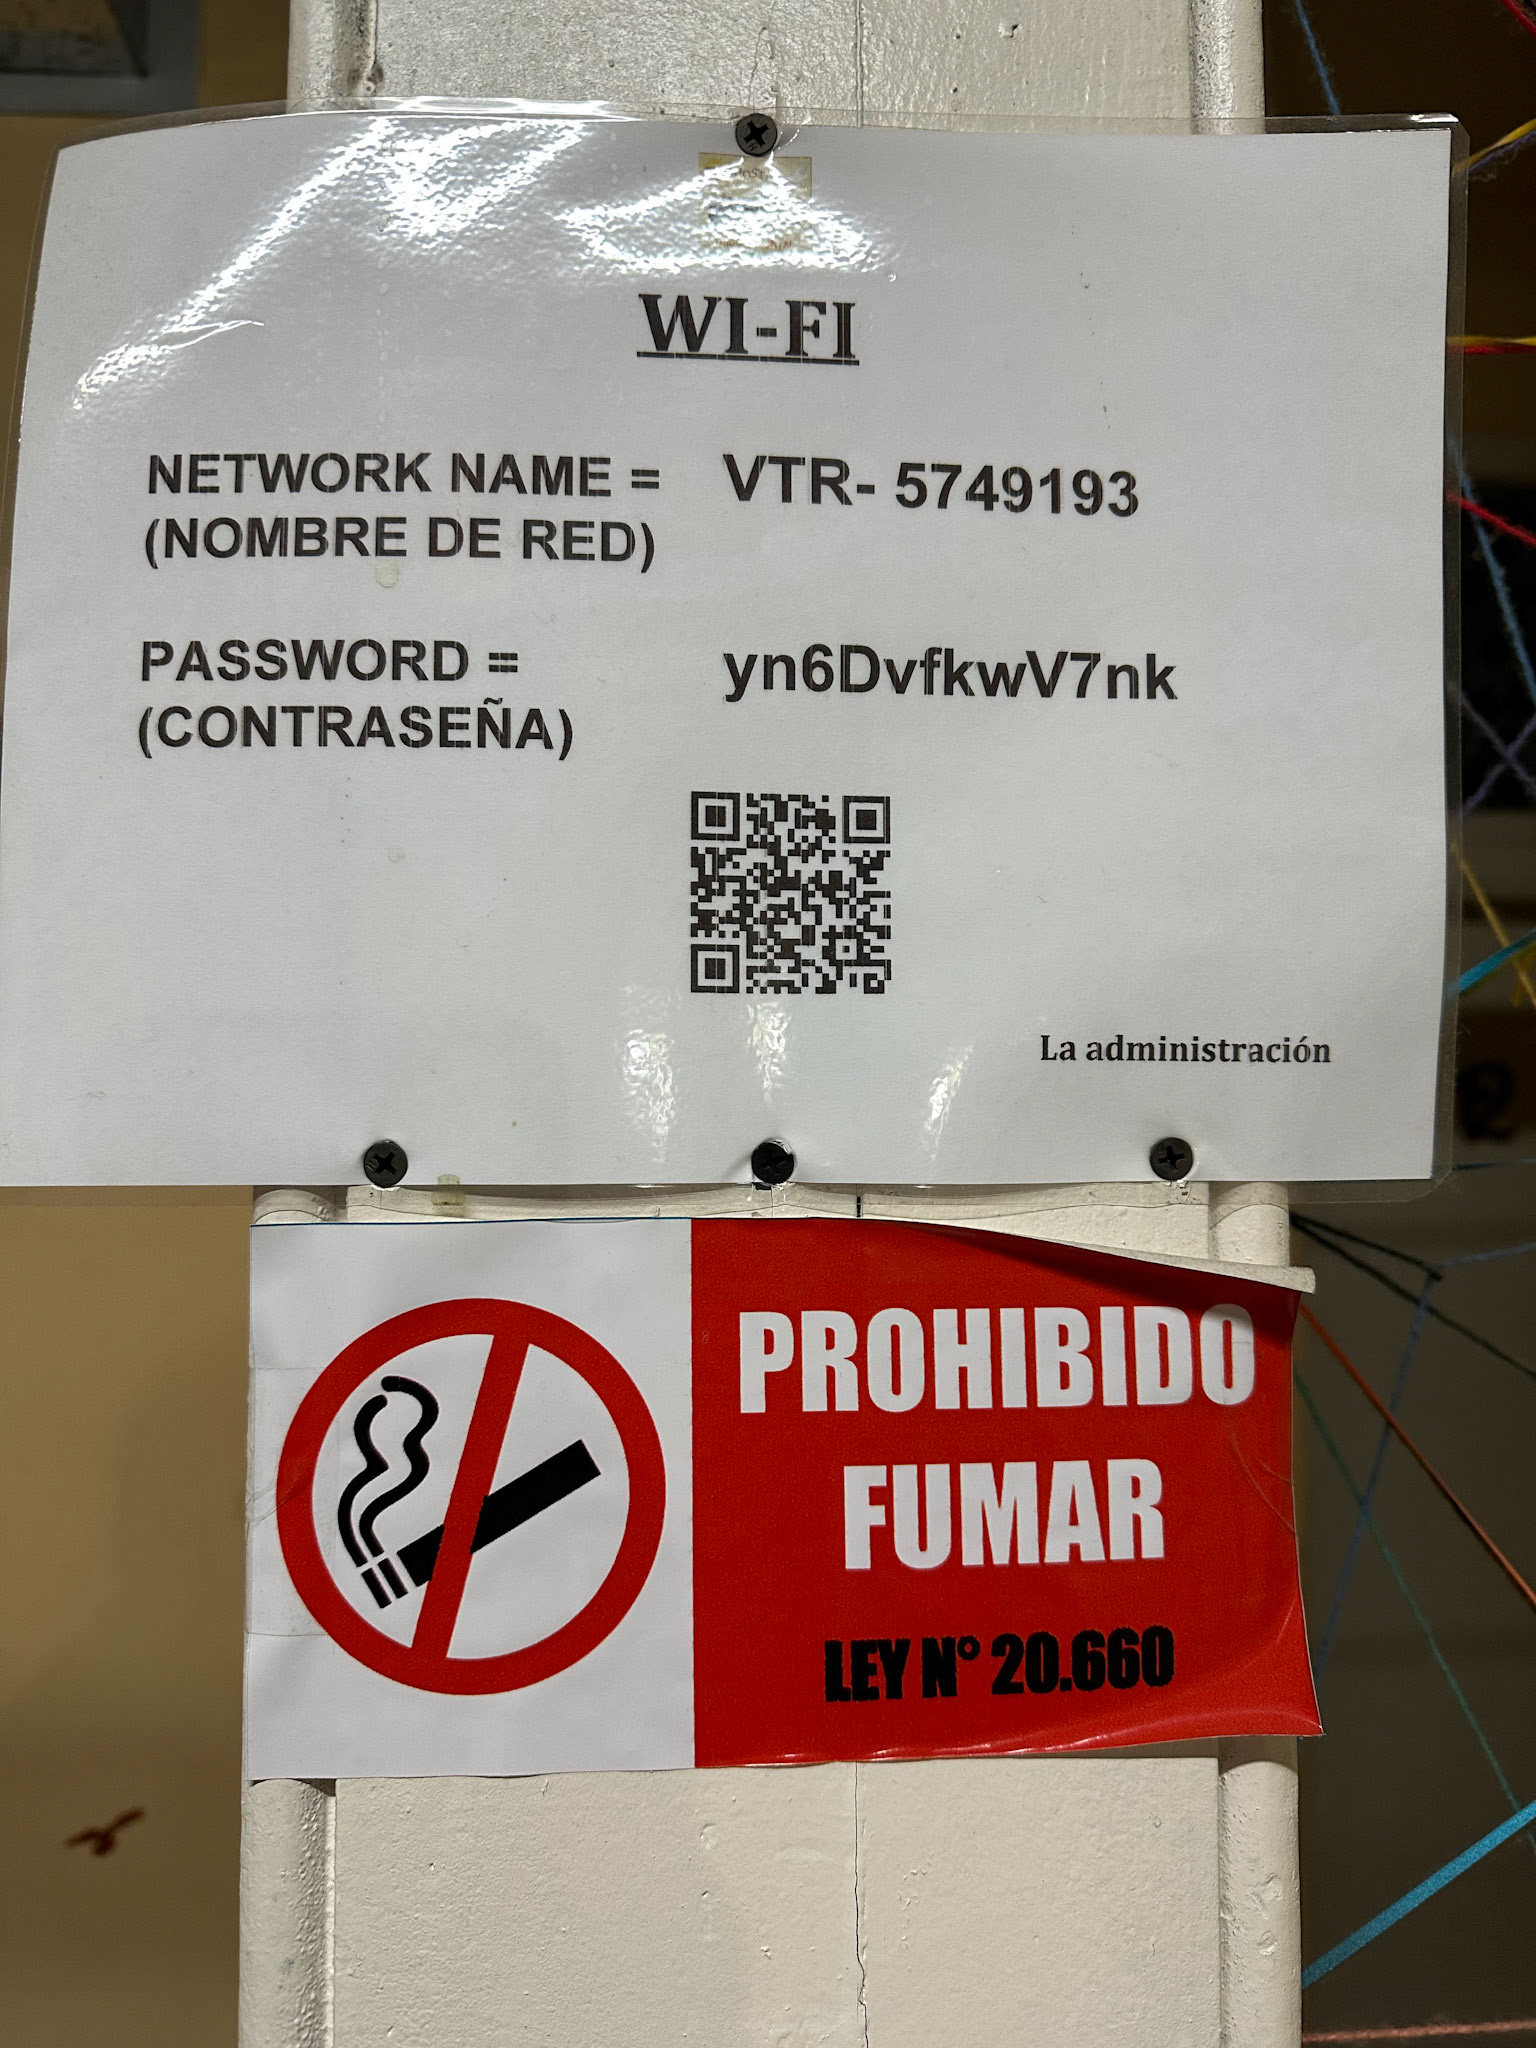 WI-FI
NETWORK NAME = VTR- 5749193
(NOMBRE DE RED)
PASSWORD = yn6DvfkwV7nk
(CONTRASEÑA)
La administración
PROHIBIDO
FUMAR
LEY N° 20.660